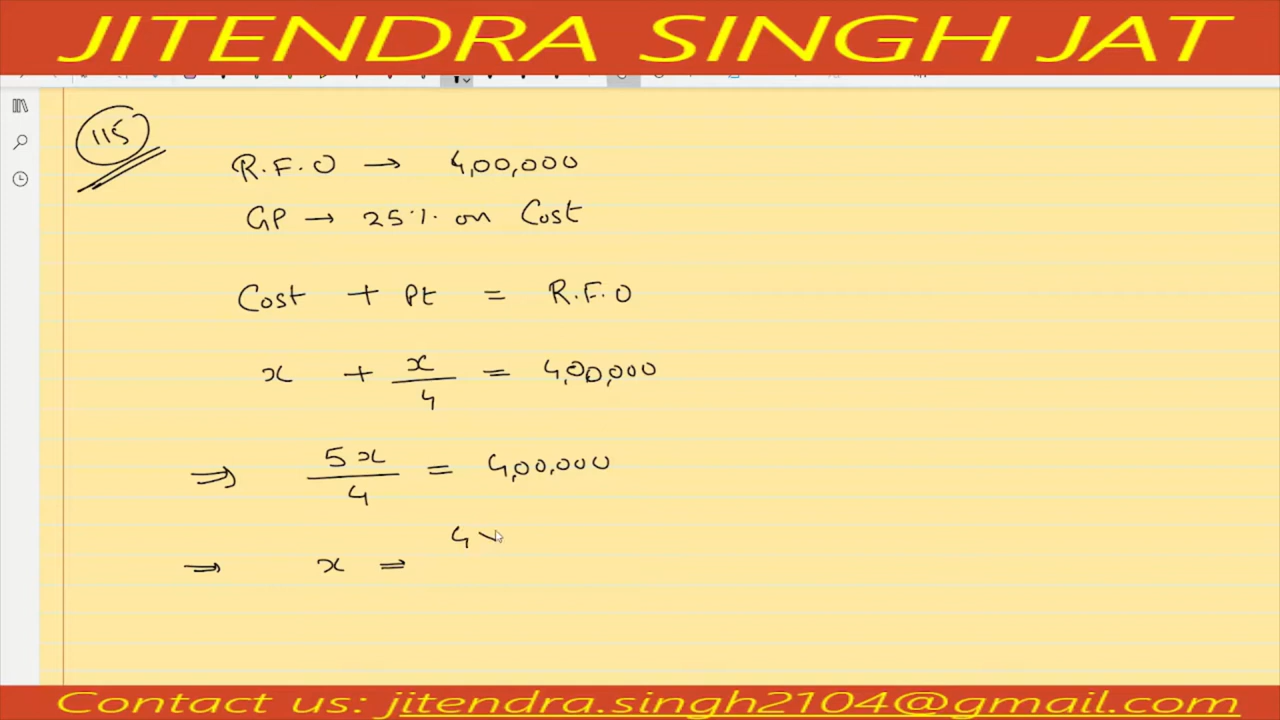 JITENDRA SINGH JAT
115
R.F.O → 4,00,000
GP → 25%. on Cost
Cost + Pt = R.F.O
x + x/4 = 4,00,000
⇒ 5x/4 = 4,00,000
⇒ x = 4
Contact us: jitendra.singh2104@gmail.com